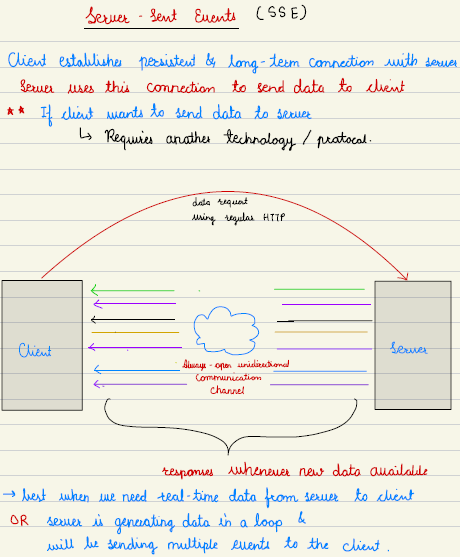 Server - Sent Events (SSE)
Client establishes persistent & long-term connection with server
Server uses this connection to send data to client
** If client wants to send data to server
↳ Requires another technology / protocol.
data request
using regular HTTP
Client
Server
Always-open unidirectional
Communication
Channel
responses whenever new data available
→ best when we need real-time data from server to client
OR server is generating data in a loop &
will be sending multiple events to the client.